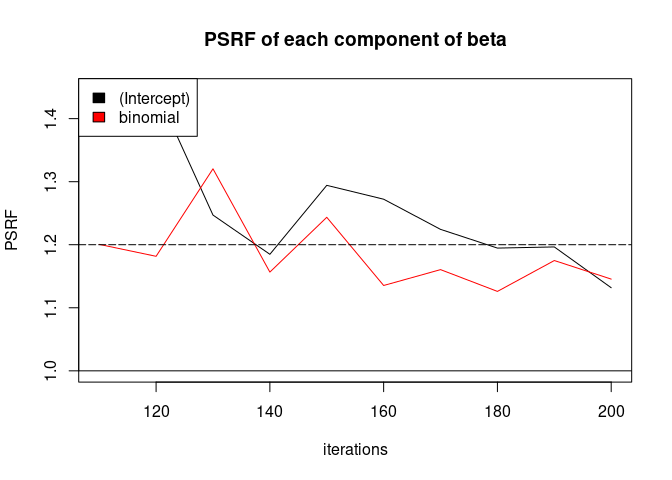 PSRF of each component of beta
(Intercept)
binomial
PSRF
1.4
1.3
1.2
1.1
1.0
120 140 160 180 200
iterations